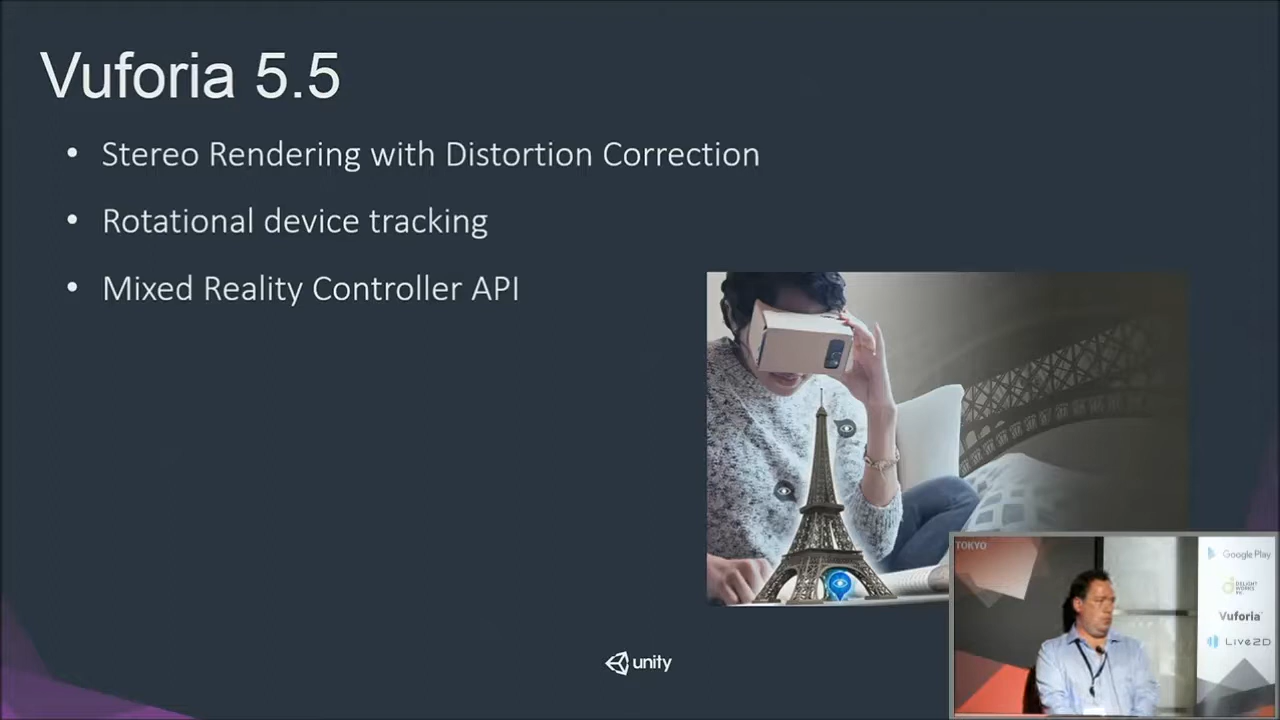 Vuforia 5.5
• Stereo Rendering with Distortion Correction
• Rotational device tracking
• Mixed Reality Controller API
unity
TOKYO
Google Play
DELIGHT
WORKS
Vuforia
Live2D